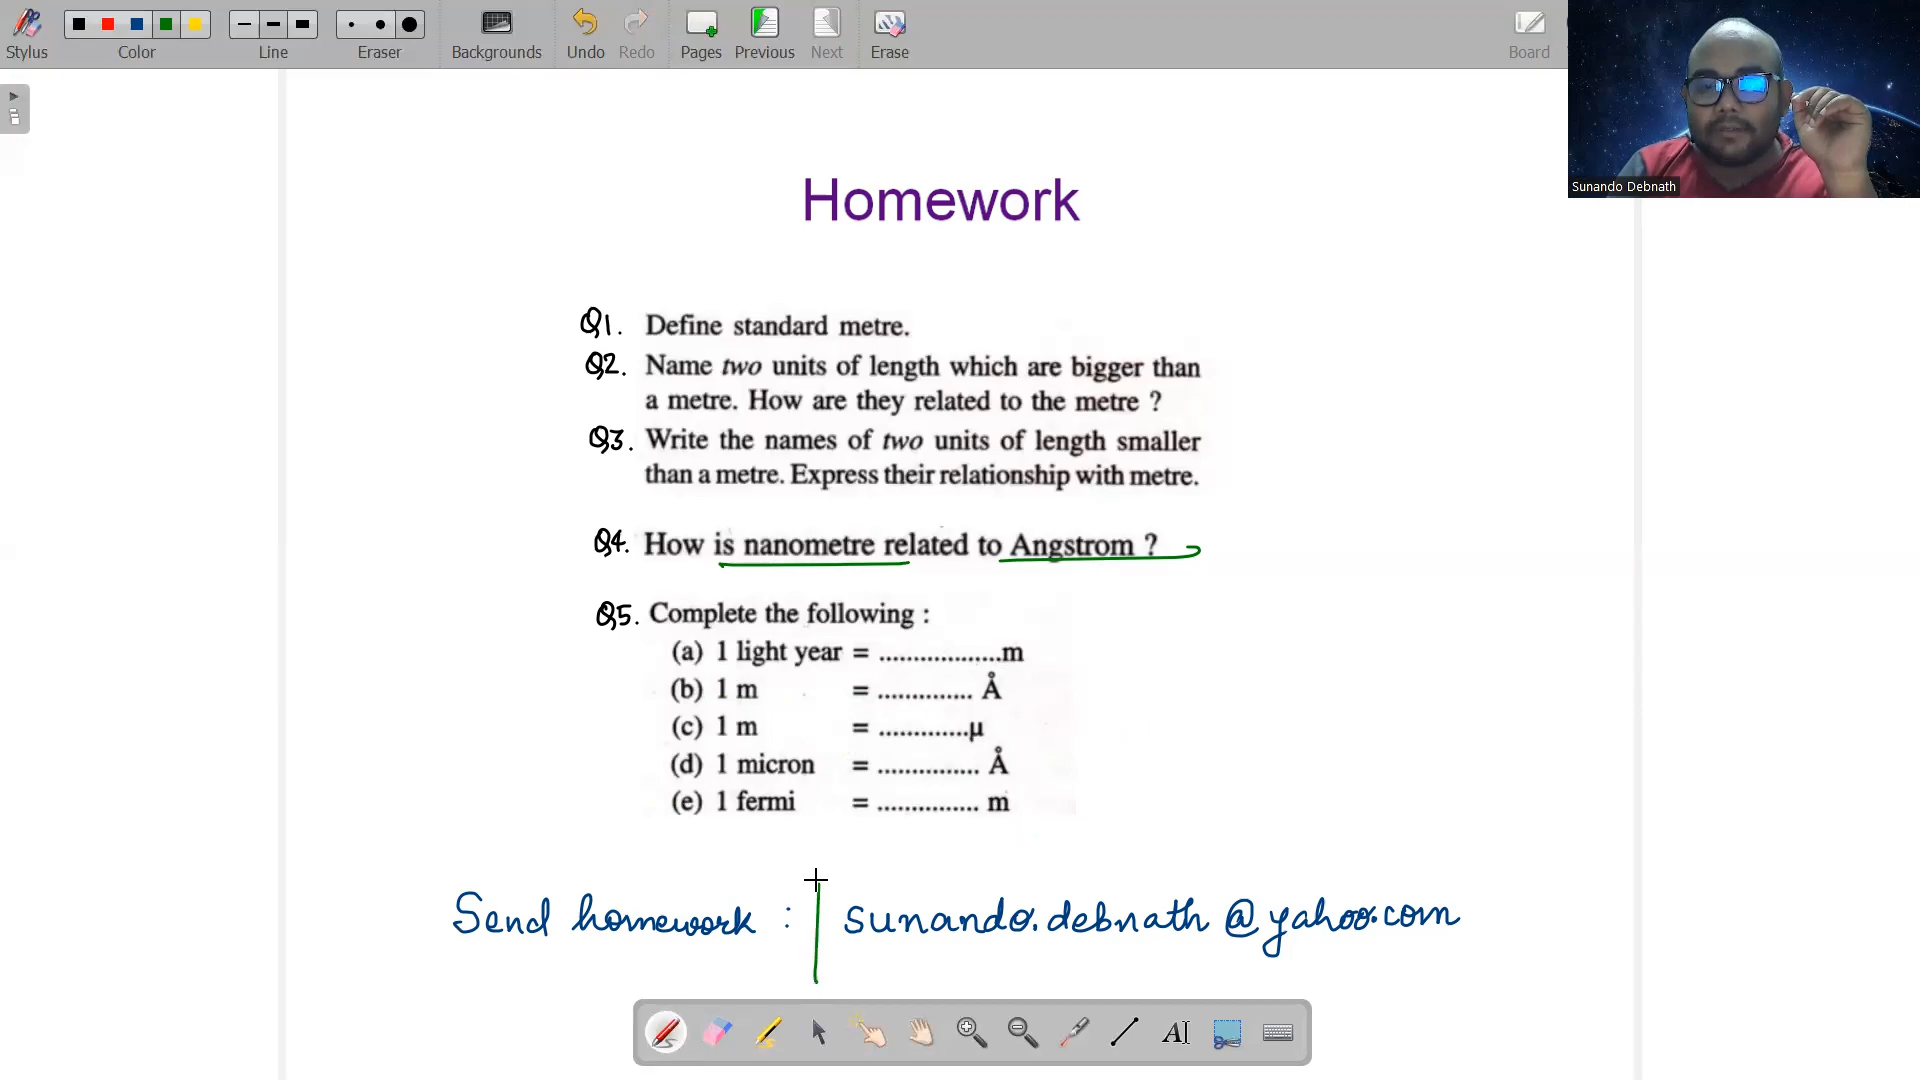 Stylus
Color
Line
Eraser
Backgrounds
Undo
Redo
Pages
Previous
Next
Erase
Board
Sunando Debnath
Homework
Q1. Define standard metre.
Q2. Name two units of length which are bigger than
a metre. How are they related to the metre ?
Q3. Write the names of two units of length smaller
than a metre. Express their relationship with metre.
Q4. How is nanometre related to Angstrom ?
Q5. Complete the following :
(a) 1 light year = ..................m
(b) 1 m = .............. Å
(c) 1 m = .............µ
(d) 1 micron = ............... Å
(e) 1 fermi = ............... m
Send homework : sunando.debnath@yahoo.com